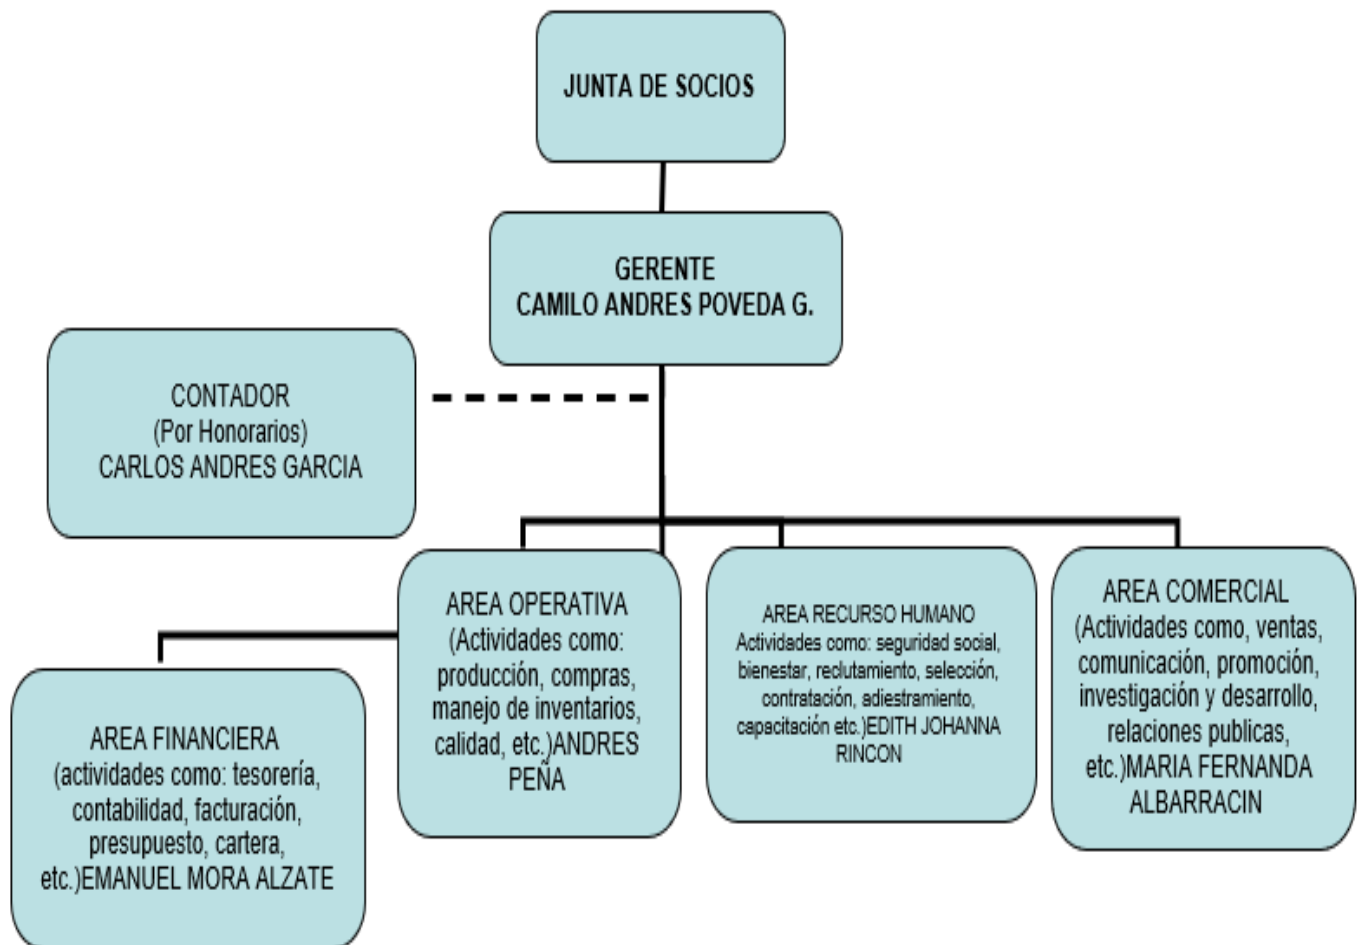 JUNTA DE SOCIOS
GERENTE
CAMILO ANDRES POVEDA G.
CONTADOR
(Por Honorarios)
CARLOS ANDRES GARCIA
AREA OPERATIVA
(Actividades como:
producción, compras,
manejo de inventarios,
calidad, etc.)ANDRES
PEÑA
AREA RECURSO HUMANO
Actividades como: seguridad social,
bienestar, reclutamiento, selección,
contratación, adiestramiento,
capacitación etc.)EDITH JOHANNA
RINCON
AREA COMERCIAL
(Actividades como, ventas,
comunicación, promoción,
investigación y desarrollo,
relaciones publicas,
etc.)MARIA FERNANDA
ALBARRACIN
AREA FINANCIERA
(actividades como: tesorería,
contabilidad, facturación,
presupuesto, cartera,
etc.)EMANUEL MORA ALZATE